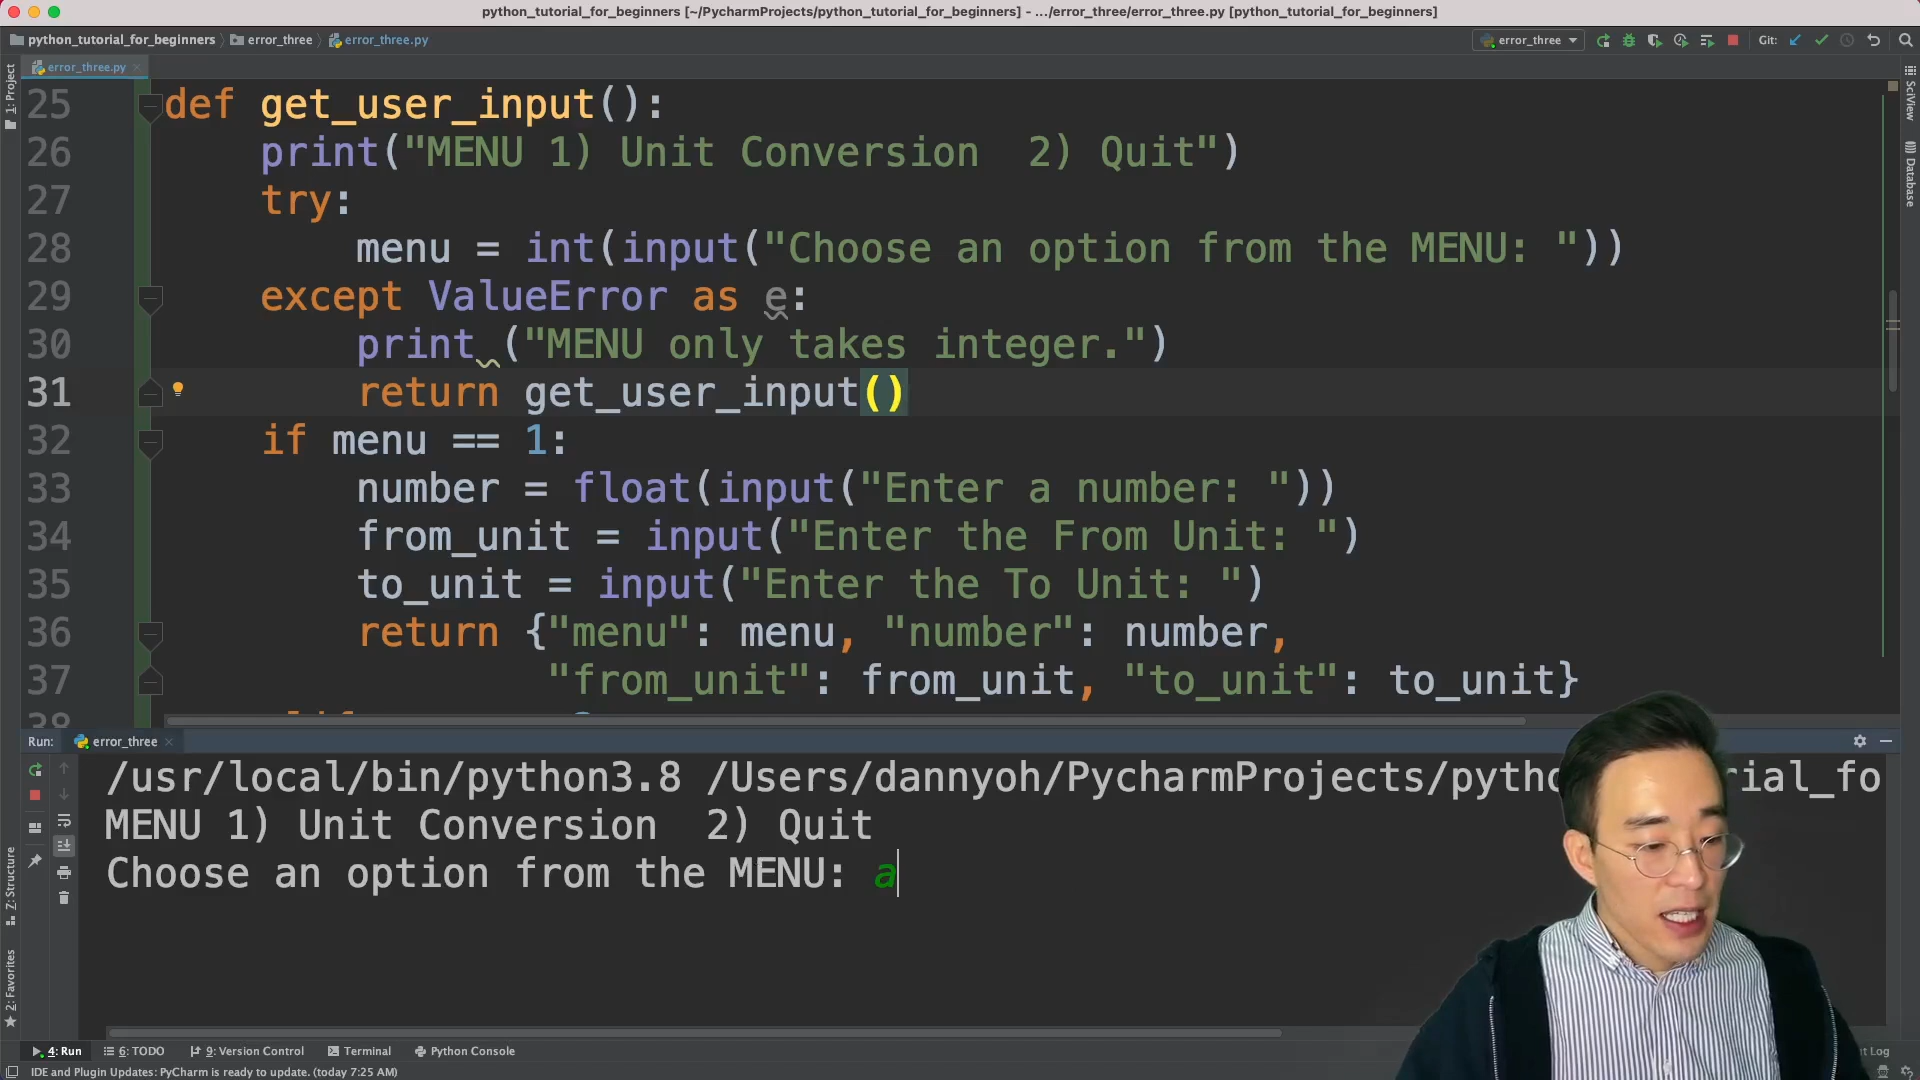 python_tutorial_for_beginners [~/PycharmProjects/python_tutorial_for_beginners] - .../error_three/error_three.py [python_tutorial_for_beginners]
python_tutorial_for_beginners error_three error_three.py error_three Git:
error_three.py
1: Project
SciView
Database
25 def get_user_input():
26 print("MENU 1) Unit Conversion  2) Quit")
27 try:
28 menu = int(input("Choose an option from the MENU: "))
29 except ValueError as e:
30 print ("MENU only takes integer.")
31 return get_user_input()
32 if menu == 1:
33 number = float(input("Enter a number: "))
34 from_unit = input("Enter the From Unit: ")
35 to_unit = input("Enter the To Unit: ")
36 return {"menu": menu, "number": number,
37 "from_unit": from_unit, "to_unit": to_unit}
38
Run: error_three
/usr/local/bin/python3.8 /Users/dannyoh/PycharmProjects/pytho rial_fo
MENU 1) Unit Conversion  2) Quit
Choose an option from the MENU: a
Z: Structure
2: Favorites
4: Run 6: TODO 9: Version Control Terminal Python Console t Log
IDE and Plugin Updates: PyCharm is ready to update. (today 7:25 AM)